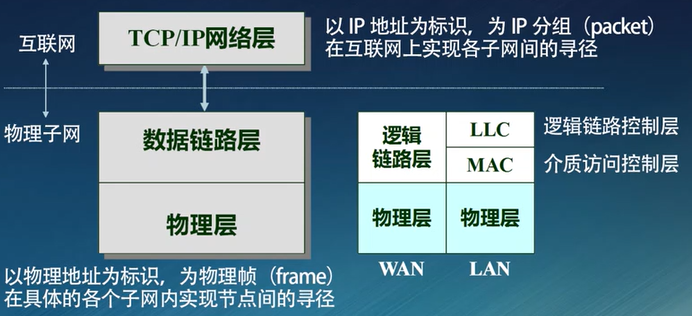 互联网
TCP/IP网络层
以 IP 地址为标识，为 IP 分组（packet）
在互联网上实现各子网间的寻径
物理子网
数据链路层
物理层
逻辑
链路层
LLC
逻辑链路控制层
MAC
介质访问控制层
物理层
物理层
WAN
LAN
以物理地址为标识，为物理帧（frame）
在具体的各个子网内实现节点间的寻径